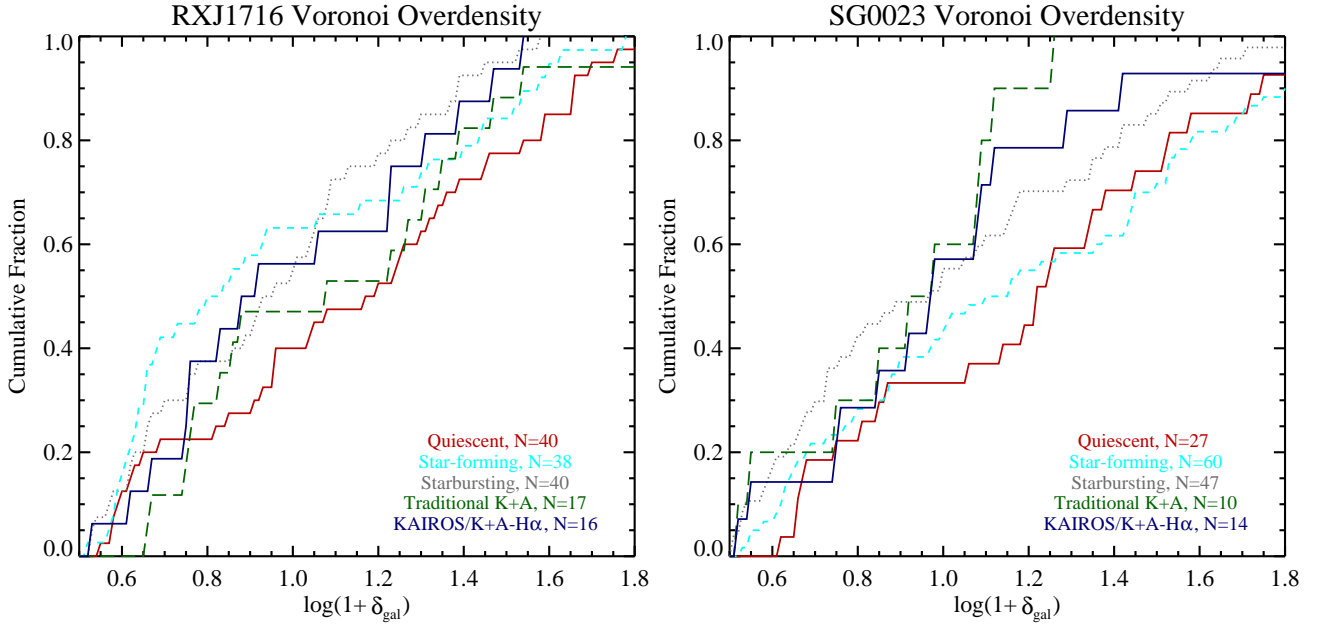 RXJ1716 Voronoi Overdensity
Cumulative Fraction
1.0
0.8
0.6
0.4
0.2
0.0
Quiescent, N=40
Star-forming, N=38
Starbursting, N=40
Traditional K+A, N=17
KAIROS/K+A-Hα, N=16
0.6 0.8 1.0 1.2 1.4 1.6 1.8
log(1+ δgal)
SG0023 Voronoi Overdensity
Cumulative Fraction
1.0
0.8
0.6
0.4
0.2
0.0
Quiescent, N=27
Star-forming, N=60
Starbursting, N=47
Traditional K+A, N=10
KAIROS/K+A-Hα, N=14
0.6 0.8 1.0 1.2 1.4 1.6 1.8
log(1+ δgal)